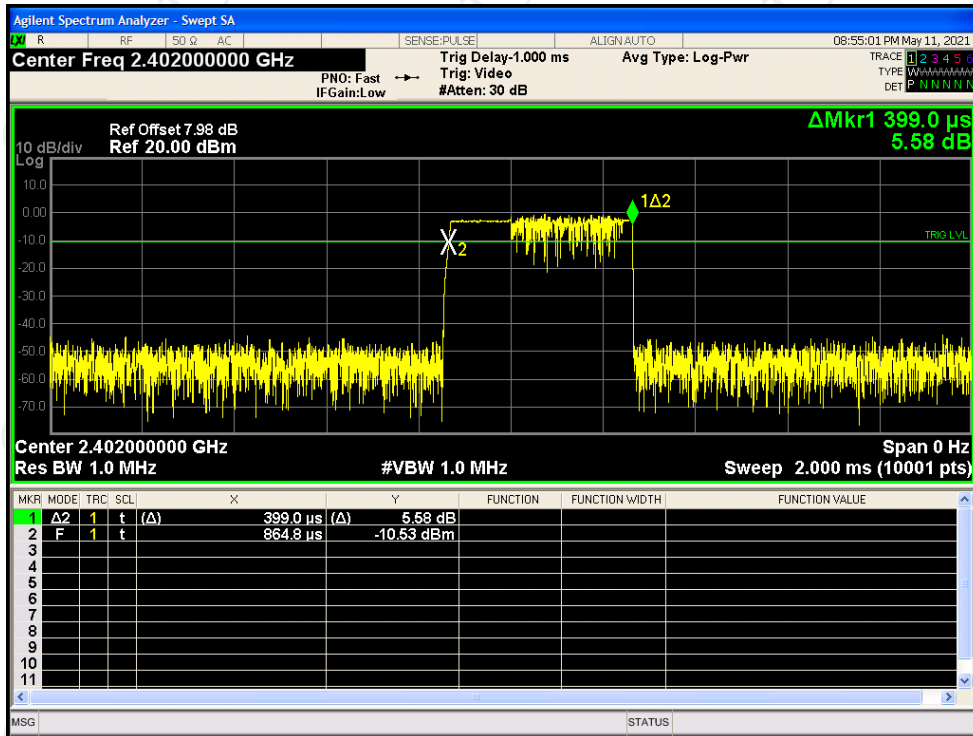 Agilent Spectrum Analyzer - Swept SA
LXI R RF 50 Ω AC SENSE:PULSE ALIGN AUTO 08:55:01 PM May 11, 2021
Center Freq 2.402000000 GHz
PNO: Fast
IFGain:Low
Trig Delay-1.000 ms
Trig: Video
#Atten: 30 dB
Avg Type: Log-Pwr
TRACE 1 2 3 4 5 6
TYPE WWWWWW
DET P N N N N N
ΔMkr1 399.0 µs
5.58 dB
Ref Offset 7.98 dB
10 dB/div Ref 20.00 dBm
Log
10.0
0.00
-10.0
-20.0
-30.0
-40.0
-50.0
-60.0
-70.0
1Δ2
X2
TRIG LVL
Center 2.402000000 GHz Span 0 Hz
Res BW 1.0 MHz #VBW 1.0 MHz Sweep 2.000 ms (10001 pts)
MKR MODE TRC SCL X Y FUNCTION FUNCTION WIDTH FUNCTION VALUE
1 Δ2 1 t (Δ) 399.0 µs (Δ) 5.58 dB
2 F 1 t 864.8 µs -10.53 dBm
3
4
5
6
7
8
9
10
11
MSG STATUS